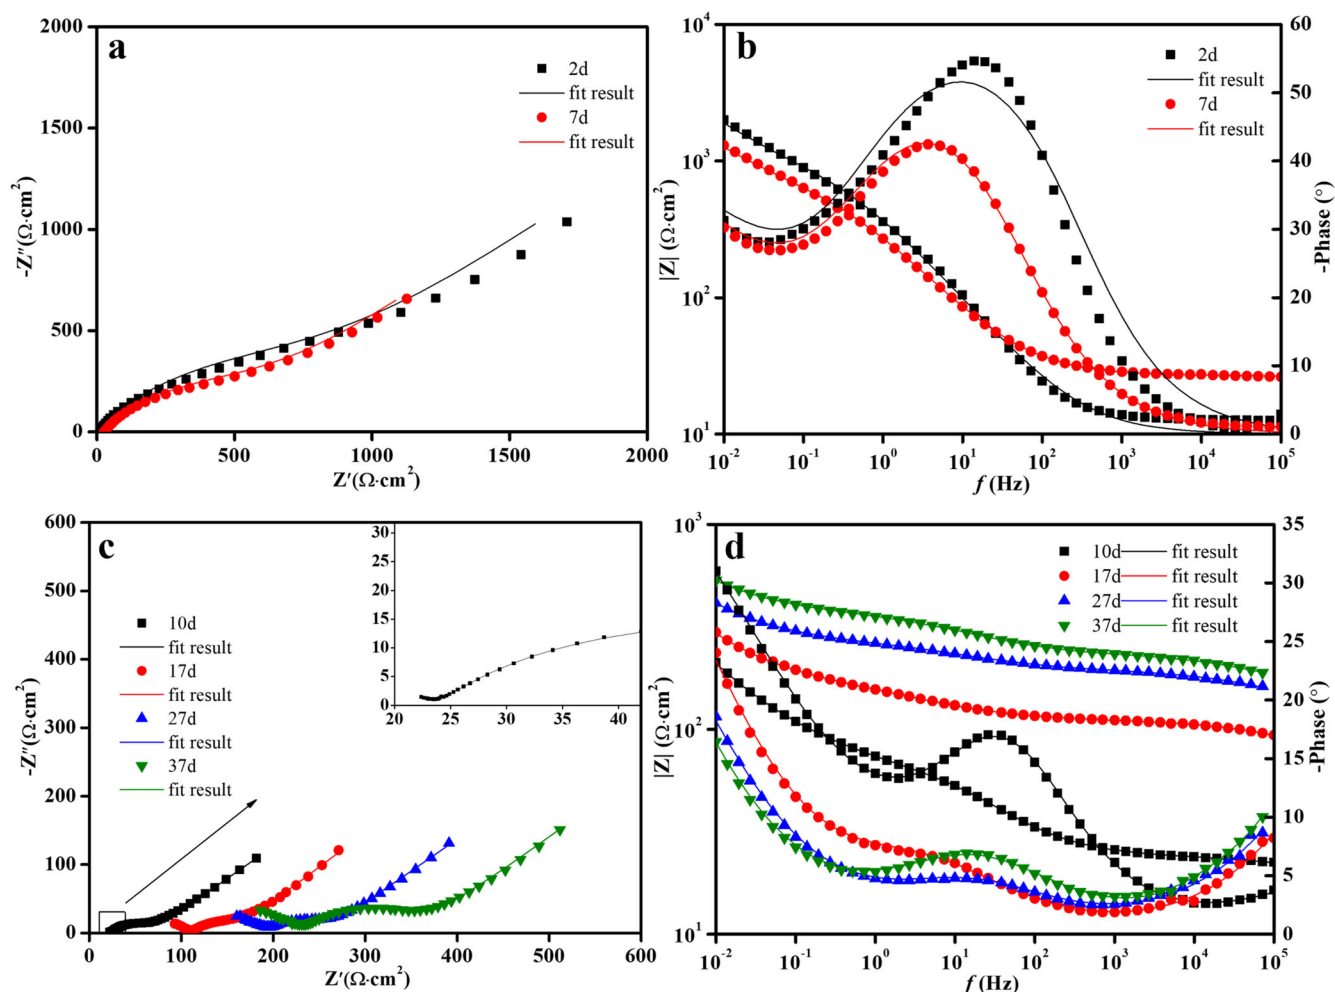 a
2000
1500
1000
500
0
-Z″(Ω·cm²)
2d
fit result
7d
fit result
0 500 1000 1500 2000
Z′(Ω·cm²)
b
10⁴
10³
10²
10¹
|Z| (Ω·cm²)
2d
fit result
7d
fit result
60
50
40
30
20
10
0
-Phase (°)
10⁻² 10⁻¹ 10⁰ 10¹ 10² 10³ 10⁴ 10⁵
f (Hz)
c
600
500
400
300
200
100
0
-Z″(Ω·cm²)
10d
fit result
17d
fit result
27d
fit result
37d
fit result
30
25
20
15
10
5
0
20 25 30 35 40
0 100 200 300 400 500 600
Z′(Ω·cm²)
d
10³
10²
10¹
|Z| (Ω·cm²)
10d fit result
17d fit result
27d fit result
37d fit result
35
30
25
20
15
10
5
0
-Phase (°)
10⁻² 10⁻¹ 10⁰ 10¹ 10² 10³ 10⁴ 10⁵
f (Hz)